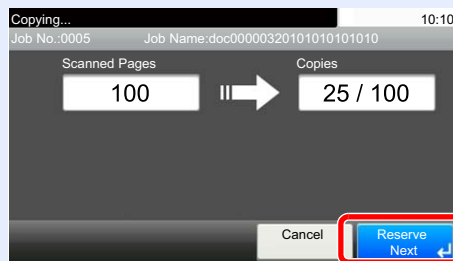 Copying... 10:10
Job No.:0005 Job Name:doc00000320101010101010
Scanned Pages Copies
100 25 / 100
Cancel Reserve
Next